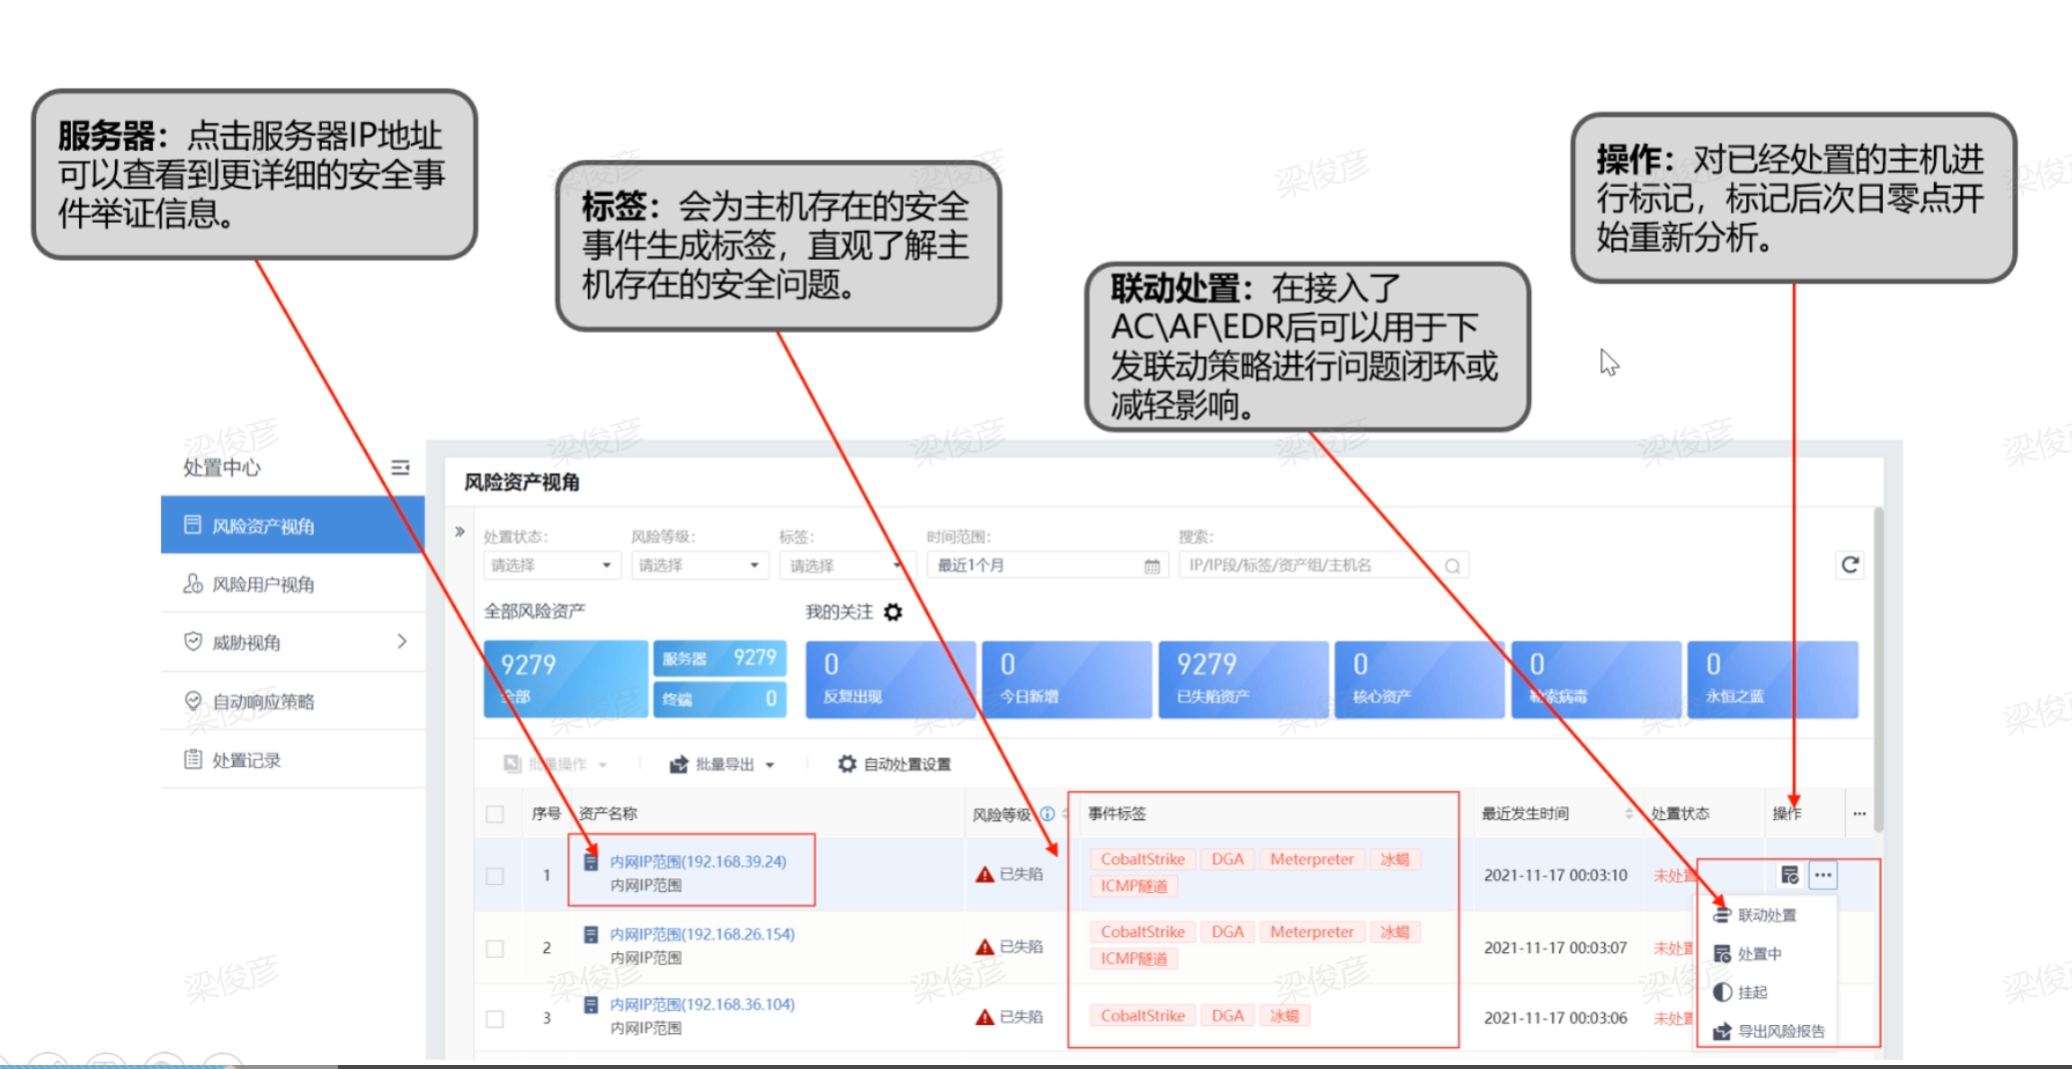 服务器：点击服务器IP地址
可以查看到更详细的安全事
件举证信息。
标签：会为主机存在的安全
事件生成标签，直观了解主
机存在的安全问题。
联动处置：在接入了
AC\AF\EDR后可以用于下
发联动策略进行问题闭环或
减轻影响。
操作：对已经处置的主机进
行标记，标记后次日零点开
始重新分析。
处置中心
风险资产视角
风险用户视角
威胁视角
自动响应策略
处置记录
风险资产视角
处置状态： 风险等级： 标签： 时间范围： 搜索：
请选择 请选择 请选择 最近1个月 IP/IP段/标签/资产组/主机名
全部风险资产 我的关注
9279 服务器 9279 0 0 9279 0 0 0
全部 终端 0 反复出现 今日新增 已失陷资产 核心资产 勒索病毒 永恒之蓝
批量操作 批量导出 自动处置设置
序号 资产名称 风险等级 事件标签 最近发生时间 处置状态 操作
1 内网IP范围(192.168.39.24) 已失陷 CobaltStrike DGA Meterpreter 冰蝎 2021-11-17 00:03:10 未处置
内网IP范围 ICMP隧道
联动处置
2 内网IP范围(192.168.26.154) 已失陷 CobaltStrike DGA Meterpreter 冰蝎 2021-11-17 00:03:07 未处置
内网IP范围 ICMP隧道
处置中
挂起
3 内网IP范围(192.168.36.104) 已失陷 CobaltStrike DGA 冰蝎 2021-11-17 00:03:06 未处置
内网IP范围
导出风险报告
梁俊彦